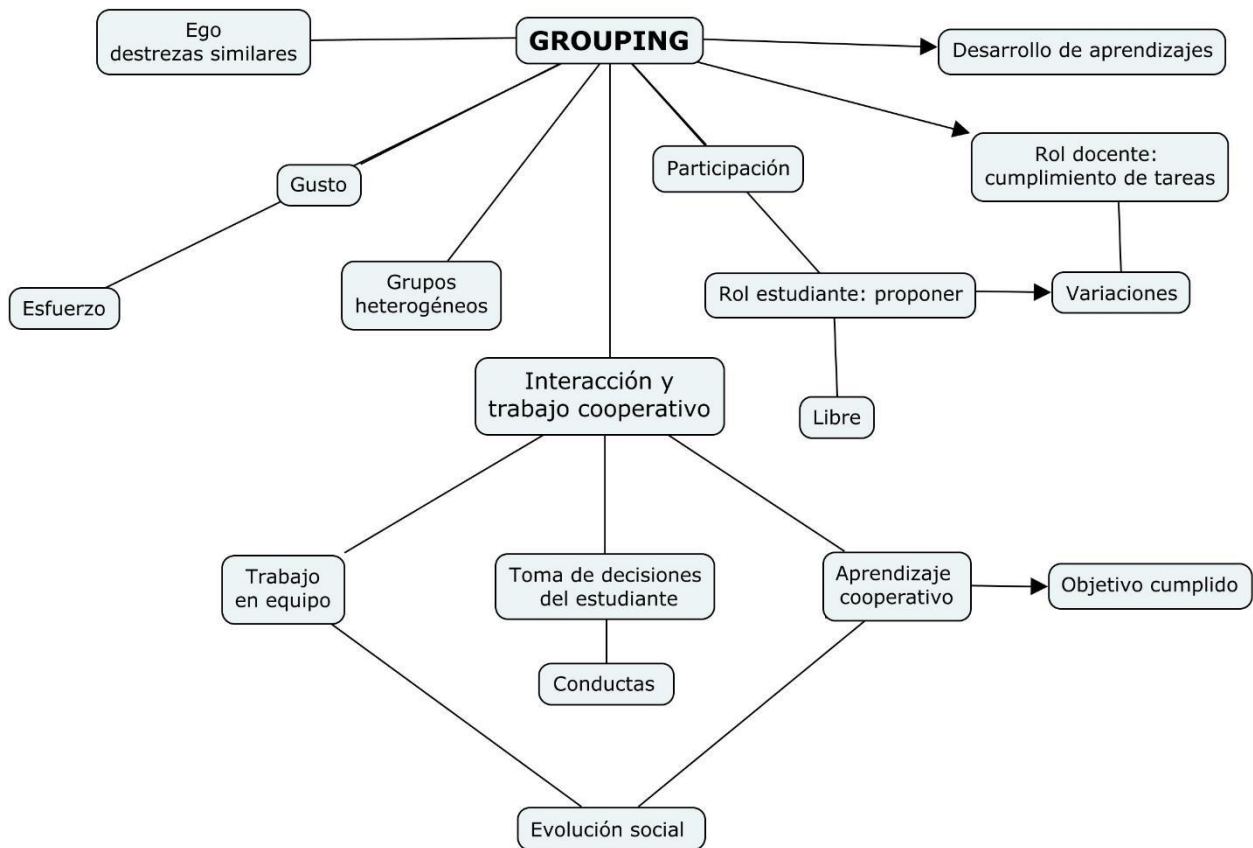 Ego
destrezas similares
GROUPING
Desarrollo de aprendizajes
Gusto
Participación
Rol docente:
cumplimiento de tareas
Esfuerzo
Grupos
heterogéneos
Rol estudiante: proponer
Variaciones
Interacción y
trabajo cooperativo
Libre
Trabajo
en equipo
Toma de decisiones
del estudiante
Aprendizaje
cooperativo
Objetivo cumplido
Conductas
Evolución social